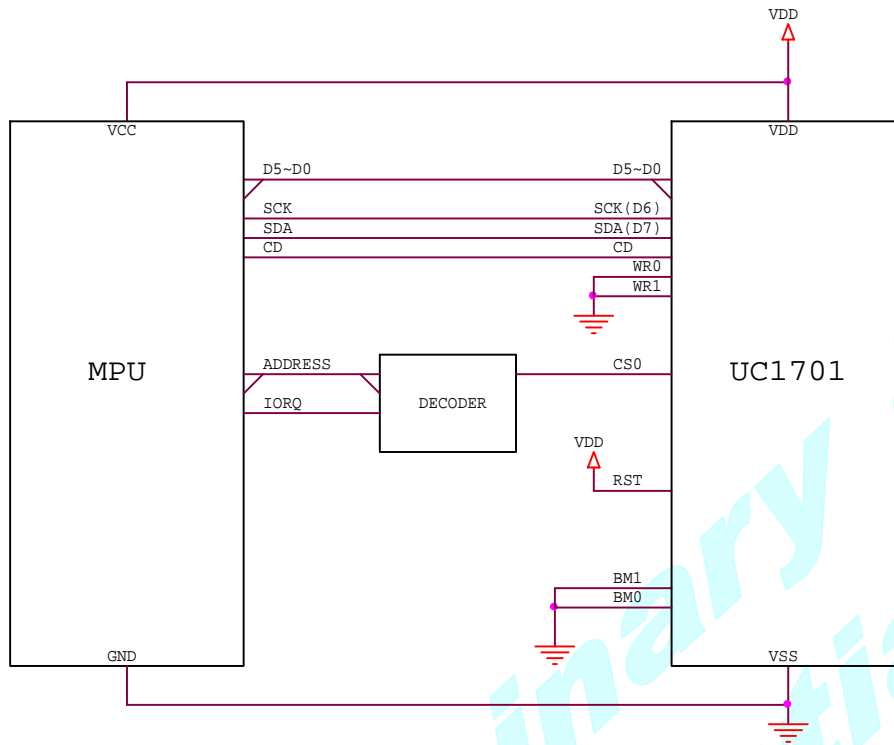 VDD
VCC VDD
D5~D0 D5~D0
SCK SCK(D6)
SDA SDA(D7)
CD CD
WR0
WR1
ADDRESS CS0
MPU UC1701
IORQ DECODER
VDD
RST
BM1
BM0
GND VSS